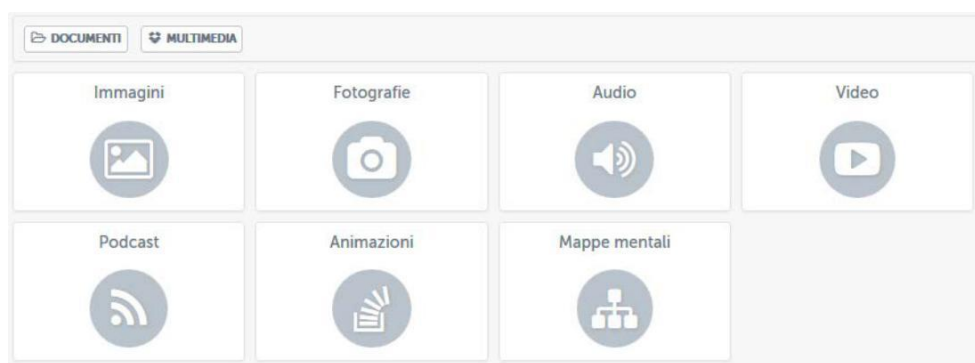 DOCUMENTI MULTIMEDIA
Immagini Fotografie Audio Video
Podcast Animazioni Mappe mentali